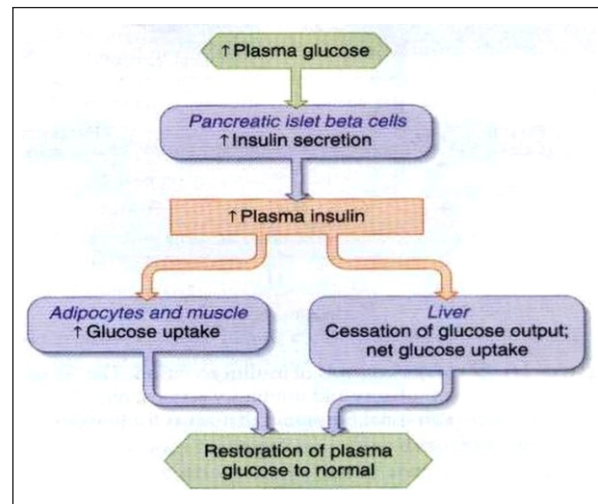 ↑Plasma glucose
Pancreatic islet beta cells
↑Insulin secretion
↑Plasma insulin
Adipocytes and muscle
↑Glucose uptake
Liver
Cessation of glucose output;
net glucose uptake
Restoration of plasma
glucose to normal